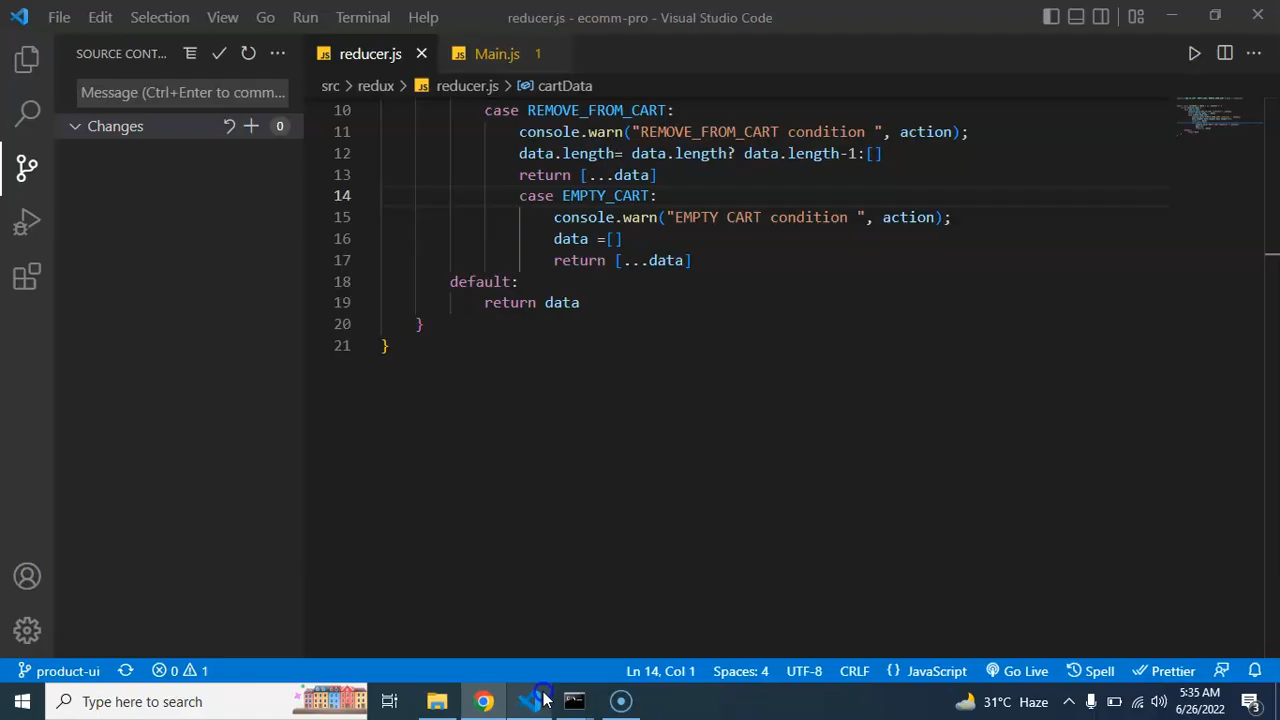 File Edit Selection View Go Run Terminal Help reducer.js - ecomm-pro - Visual Studio Code
SOURCE CONT... JS reducer.js JS Main.js 1
src > redux > JS reducer.js > cartData
Message (Ctrl+Enter to comm...
Changes 0
10 case REMOVE_FROM_CART:
11 console.warn("REMOVE_FROM_CART condition ", action);
12 data.length= data.length? data.length-1:[]
13 return [...data]
14 case EMPTY_CART:
15 console.warn("EMPTY CART condition ", action);
16 data =[]
17 return [...data]
18 default:
19 return data
20 }
21 }
product-ui 0 1 Ln 14, Col 1 Spaces: 4 UTF-8 CRLF {} JavaScript Go Live Spell Prettier
Type here to search 31°C Haze 5:35 AM
6/26/2022 3